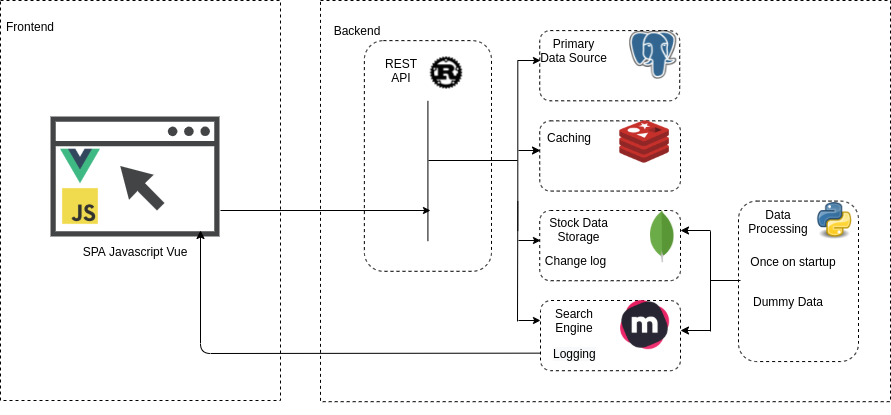 Frontend
Backend
REST
API
R
Primary
Data Source
Caching
JS
SPA Javascript Vue
Stock Data
Storage
Change log
Data
Processing
Once on startup
Dummy Data
Search
Engine
m
Logging